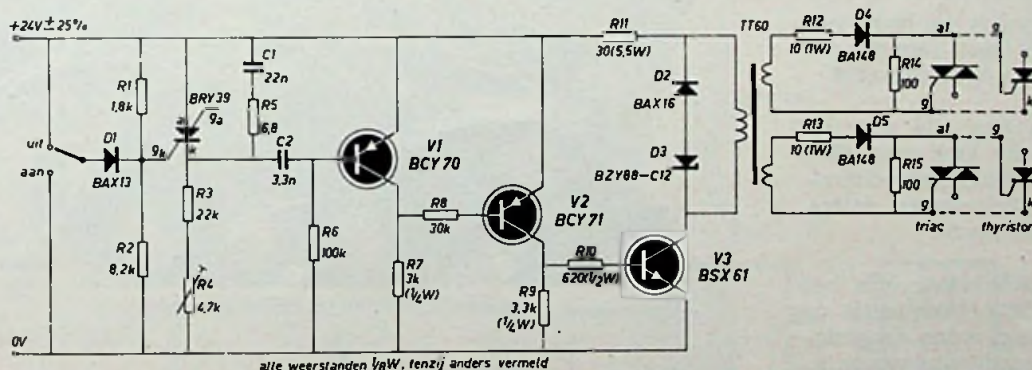 +24V±25%
R11
30(5,5W)
TT60
R12
10 (1W)
D4
BA148
a1
g
R14
100
k
g
R1
1,8k
BRY39
ga
a
k
gk
C1
22n
R5
6,8
D2
BAX16
D1
BAX13
uit
aan
C2
3,3n
V1
BCY 70
R13
10 (1W)
D5
BA148
a1
g
R15
100
k
g
triac
thyristor
D3
BZY88-C12
R3
22k
R8
30k
V2
BCY 71
R2
8,2k
R4
4,7k
R6
100k
R7
3k
(1/4W)
R10
620(1/2W)
V3
BSX 61
R9
3,3k
(1/4W)
0V
alle weerstanden 1/8W, tenzij anders vermeld